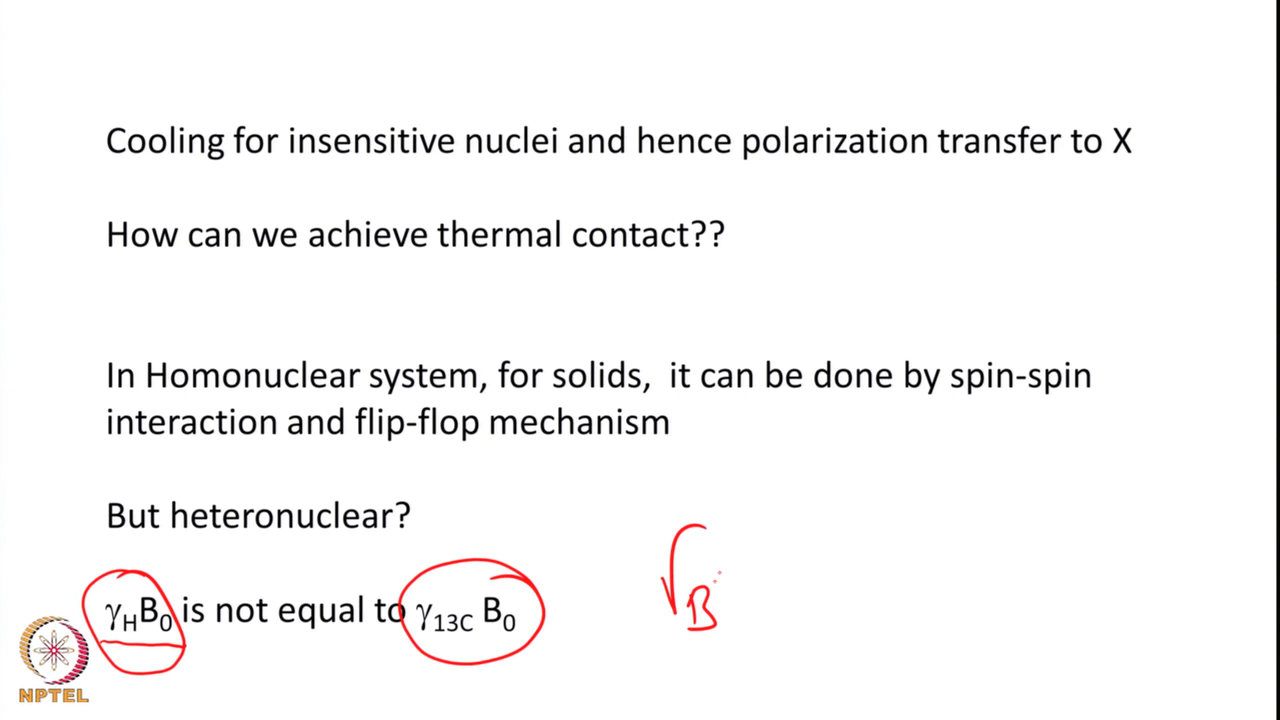 Cooling for insensitive nuclei and hence polarization transfer to X
How can we achieve thermal contact??
In Homonuclear system, for solids, it can be done by spin-spin
interaction and flip-flop mechanism
But heteronuclear?
γHB0 is not equal to γ13C B0
B
NPTEL